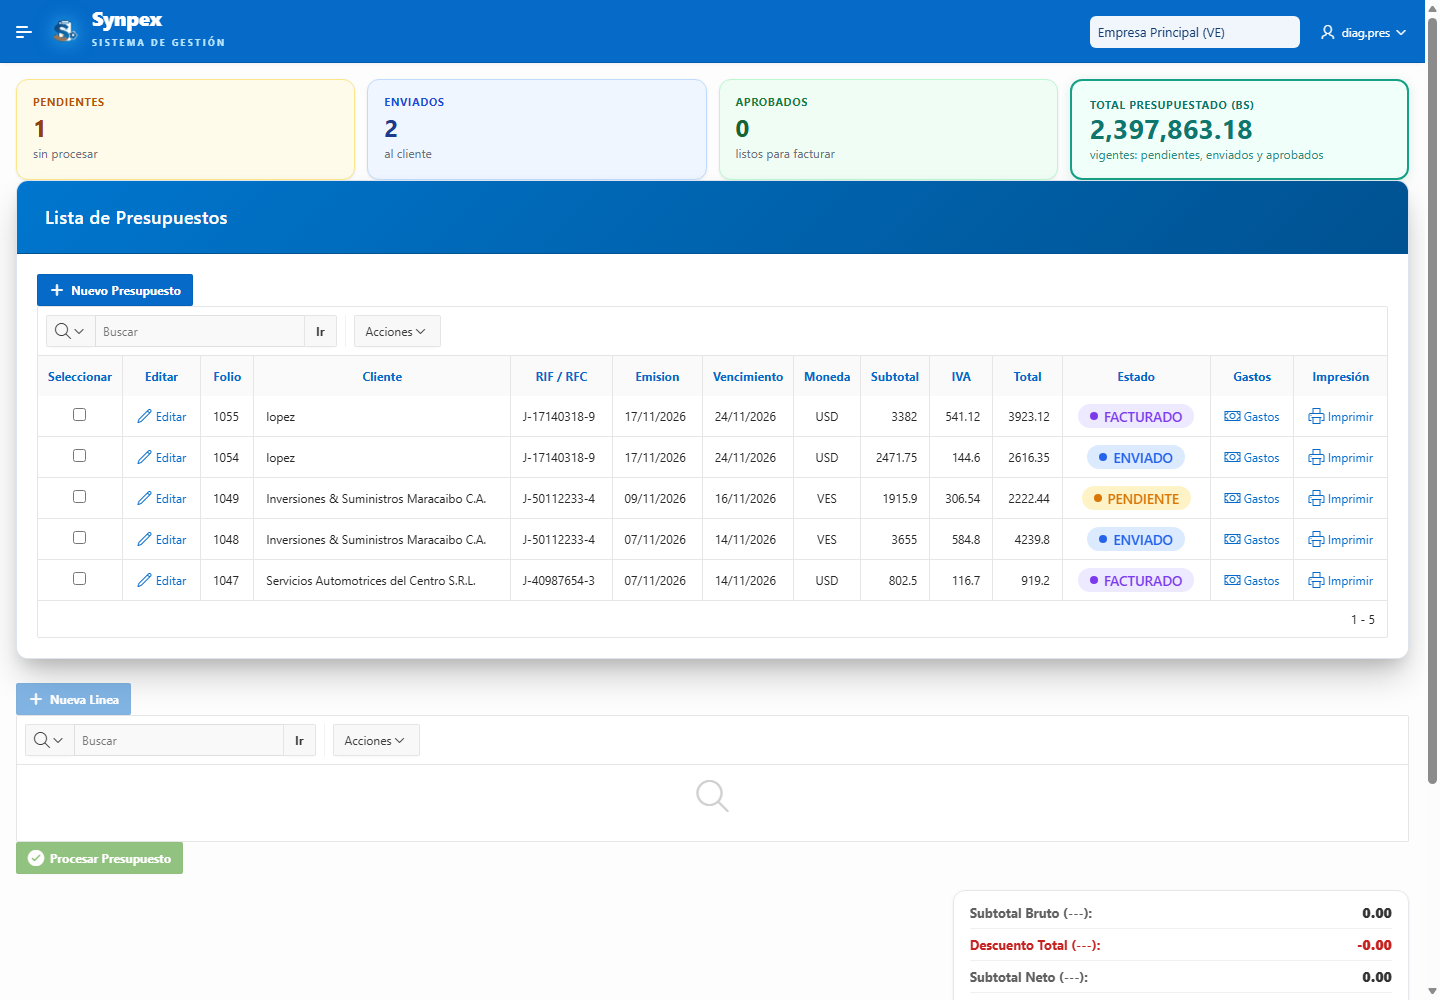 Synpex
SISTEMA DE GESTIÓN
Empresa Principal (VE)
diag.pres
PENDIENTES
1
sin procesar
ENVIADOS
2
al cliente
APROBADOS
0
listos para facturar
TOTAL PRESUPUESTADO (BS)
2,397,863.18
vigentes: pendientes, enviados y aprobados
Lista de Presupuestos
Nuevo Presupuesto
Buscar Ir Acciones
Seleccionar Editar Folio Cliente RIF / RFC Emision Vencimiento Moneda Subtotal IVA Total Estado Gastos Impresión
Editar 1055 lopez J-17140318-9 17/11/2026 24/11/2026 USD 3382 541.12 3923.12 FACTURADO Gastos Imprimir
Editar 1054 lopez J-17140318-9 17/11/2026 24/11/2026 USD 2471.75 144.6 2616.35 ENVIADO Gastos Imprimir
Editar 1049 Inversiones & Suministros Maracaibo C.A. J-50112233-4 09/11/2026 16/11/2026 VES 1915.9 306.54 2222.44 PENDIENTE Gastos Imprimir
Editar 1048 Inversiones & Suministros Maracaibo C.A. J-50112233-4 07/11/2026 14/11/2026 VES 3655 584.8 4239.8 ENVIADO Gastos Imprimir
Editar 1047 Servicios Automotrices del Centro S.R.L. J-40987654-3 07/11/2026 14/11/2026 USD 802.5 116.7 919.2 FACTURADO Gastos Imprimir
1 - 5
Nueva Linea
Buscar Ir Acciones
Procesar Presupuesto
Subtotal Bruto (---): 0.00
Descuento Total (---): -0.00
Subtotal Neto (---): 0.00